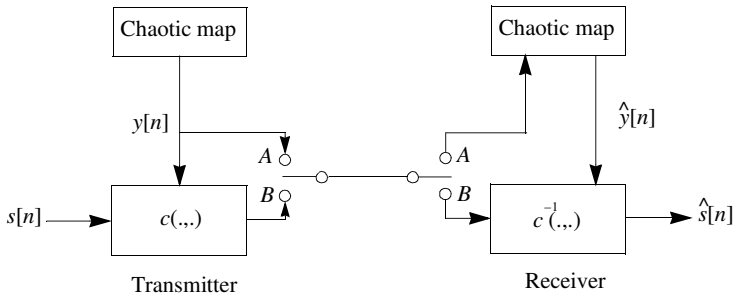 Chaotic map
Chaotic map
y[n]
ŷ[n]
A
A
B
B
s[n]
c(.,.)
c⁻¹(.,.)
ŝ[n]
Transmitter
Receiver